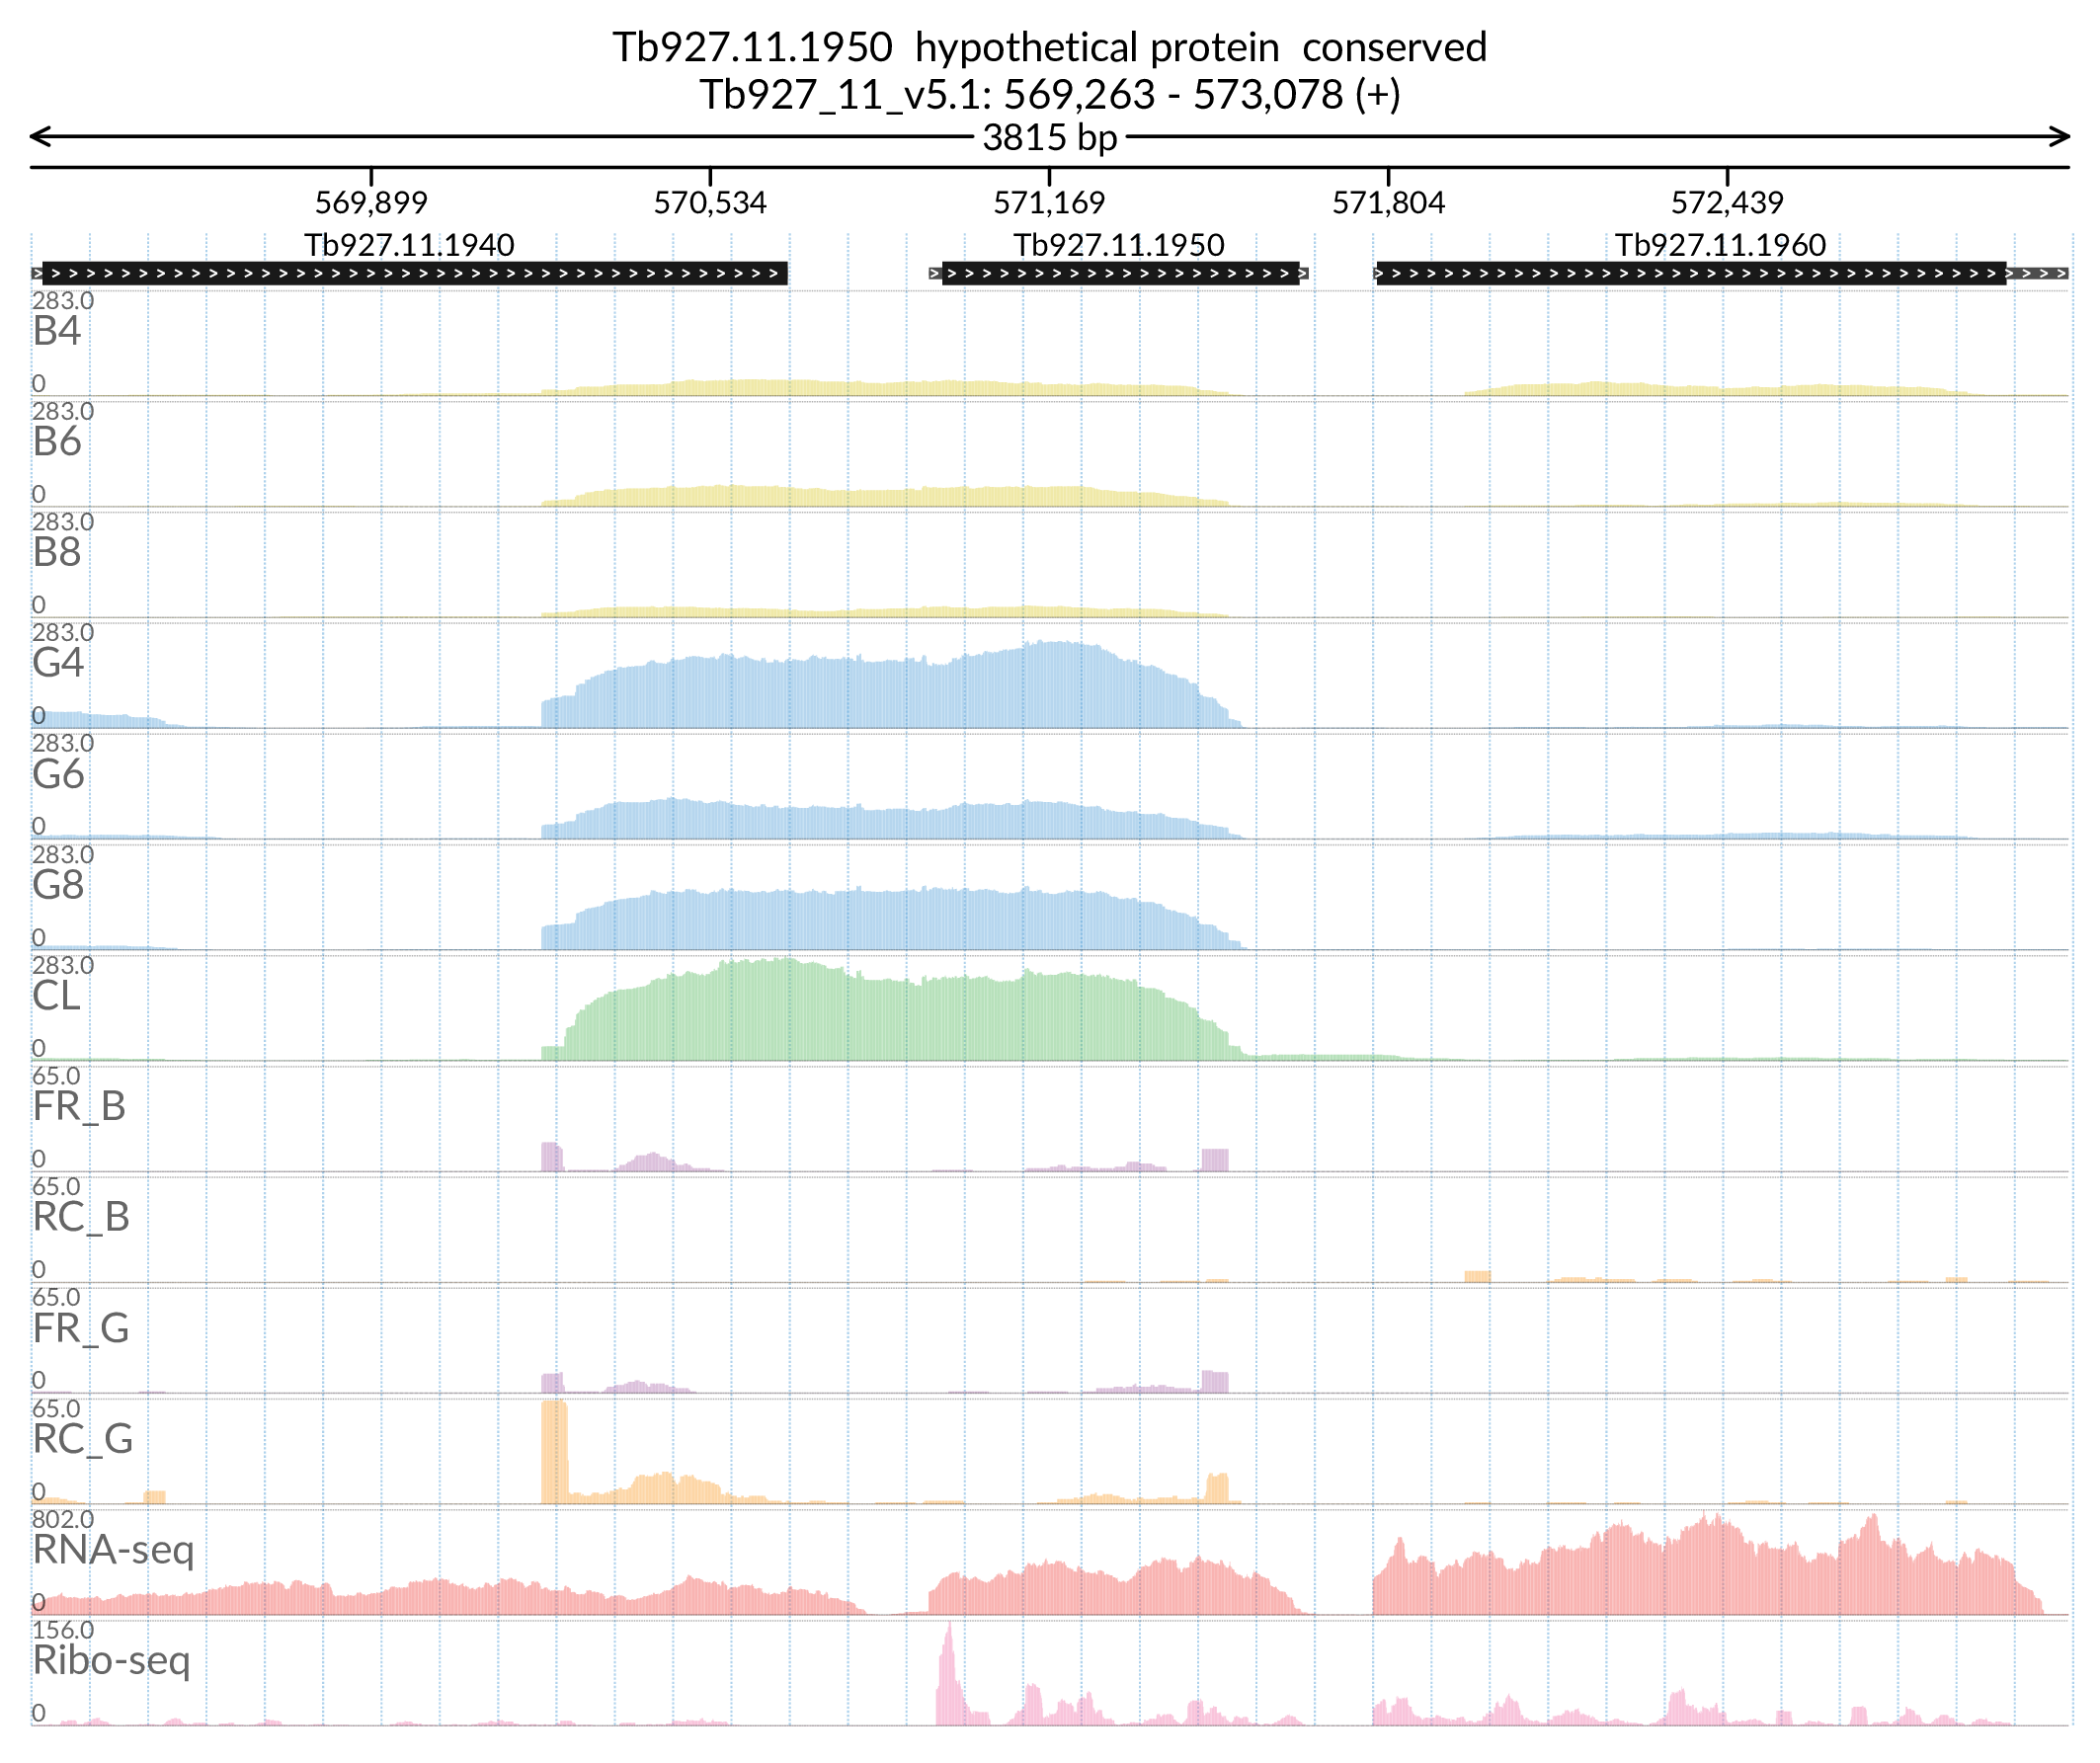 Tb927.11.1950 hypothetical protein conserved
Tb927_11_v5.1: 569,263 - 573,078 (+)
3815 bp
569,899 570,534 571,169 571,804 572,439
Tb927.11.1940 Tb927.11.1950 Tb927.11.1960
283.0
B4
0
283.0
B6
0
283.0
B8
0
283.0
G4
0
283.0
G6
0
283.0
G8
0
283.0
CL
0
65.0
FR_B
0
65.0
RC_B
0
65.0
FR_G
0
65.0
RC_G
0
802.0
RNA-seq
0
156.0
Ribo-seq
0